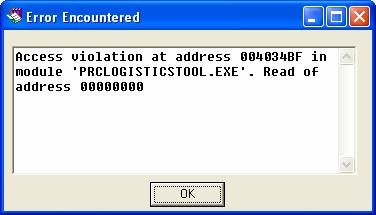 Error Encountered
Access violation at address 004034BF in
module 'PRCLOGISTICSTOOL.EXE'. Read of
address 00000000
OK